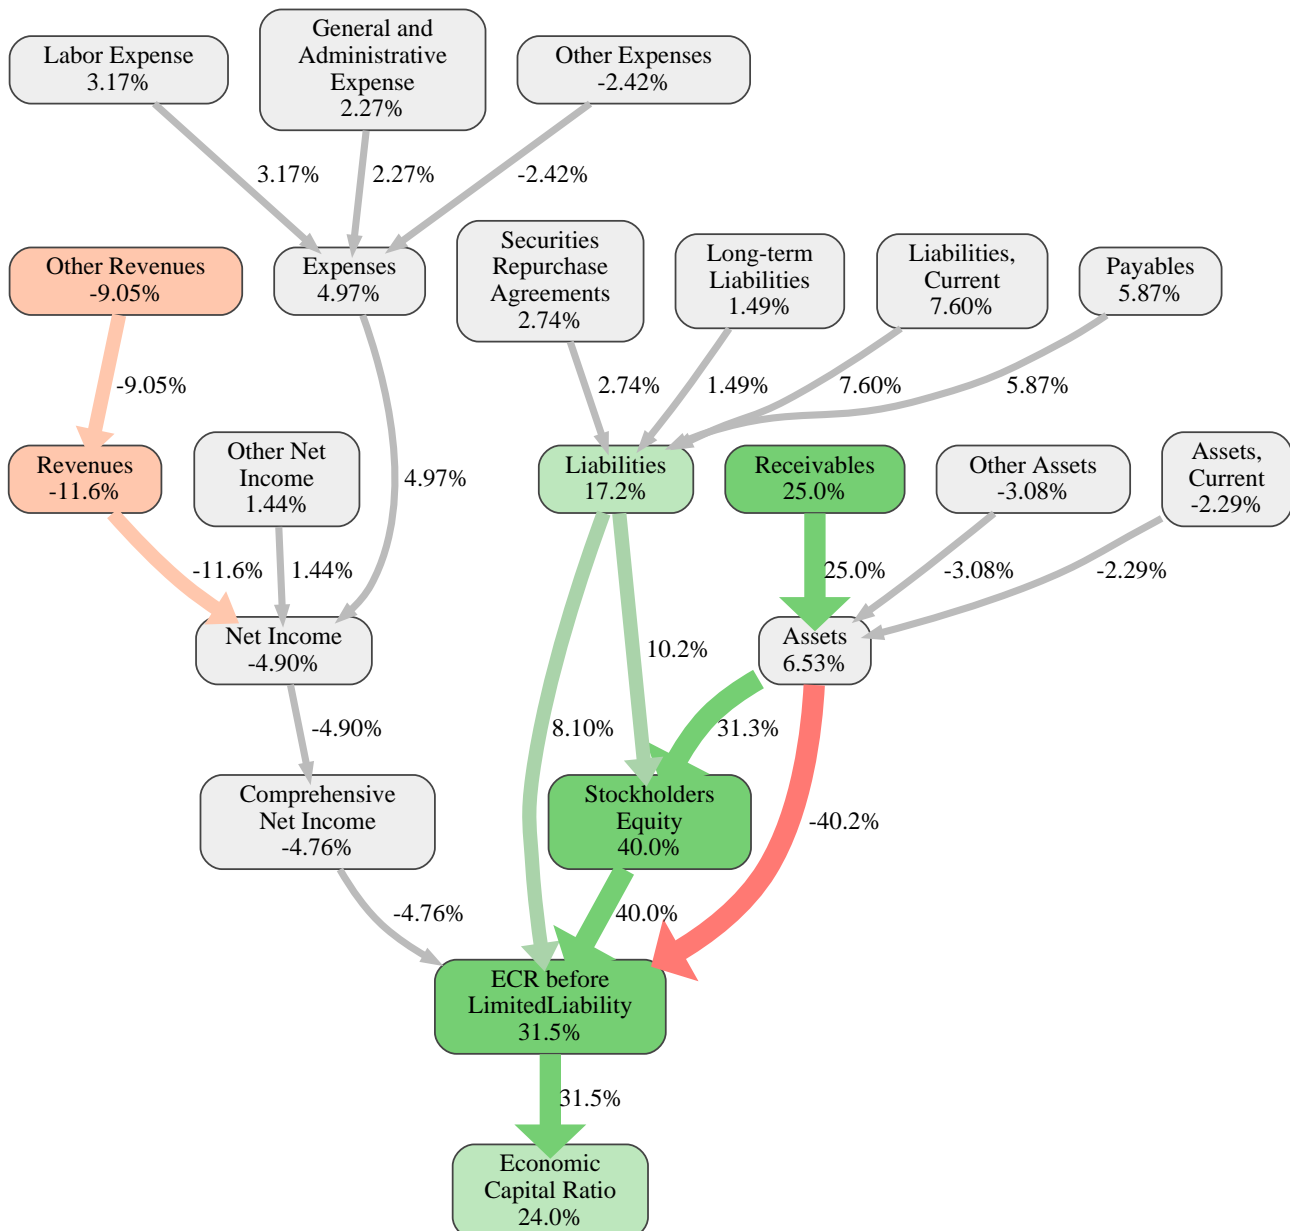 Labor Expense
3.17%
General and
Administrative
Expense
2.27%
Other Expenses
-2.42%
3.17%
2.27%
-2.42%
Other Revenues
-9.05%
Expenses
4.97%
Securities
Repurchase
Agreements
2.74%
Long-term
Liabilities
1.49%
Liabilities,
Current
7.60%
Payables
5.87%
-9.05%
2.74%
1.49%
7.60%
5.87%
Revenues
-11.6%
Other Net
Income
1.44%
4.97%
Liabilities
17.2%
Receivables
25.0%
Other Assets
-3.08%
Assets,
Current
-2.29%
-11.6%
1.44%
25.0%
-3.08%
-2.29%
Net Income
-4.90%
10.2%
Assets
6.53%
-4.90%
8.10%
31.3%
Comprehensive
Net Income
-4.76%
Stockholders
Equity
40.0%
-40.2%
-4.76%
40.0%
ECR before
LimitedLiability
31.5%
31.5%
Economic
Capital Ratio
24.0%